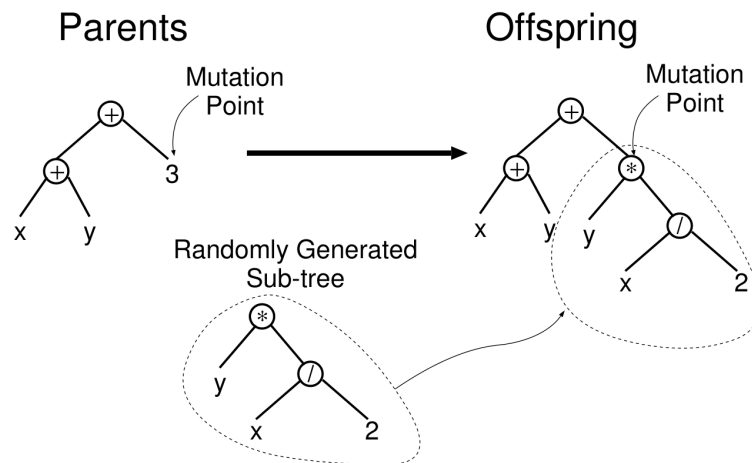 Parents
Offspring
Mutation
Point
Mutation
Point
+
+
+
+
3
*
x
y
x
y
y
/
x
2
Randomly Generated
Sub-tree
*
y
/
x
2